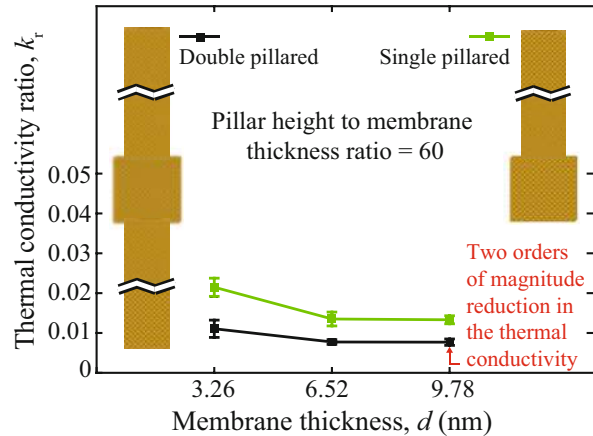 Thermal conductivity ratio, kr
Double pillared
Single pillared
Pillar height to membrane
thickness ratio = 60
0.05
0.04
0.03
0.02
0.01
0
Two orders
of magnitude
reduction in
the thermal
conductivity
3.26
6.52
9.78
Membrane thickness, d (nm)